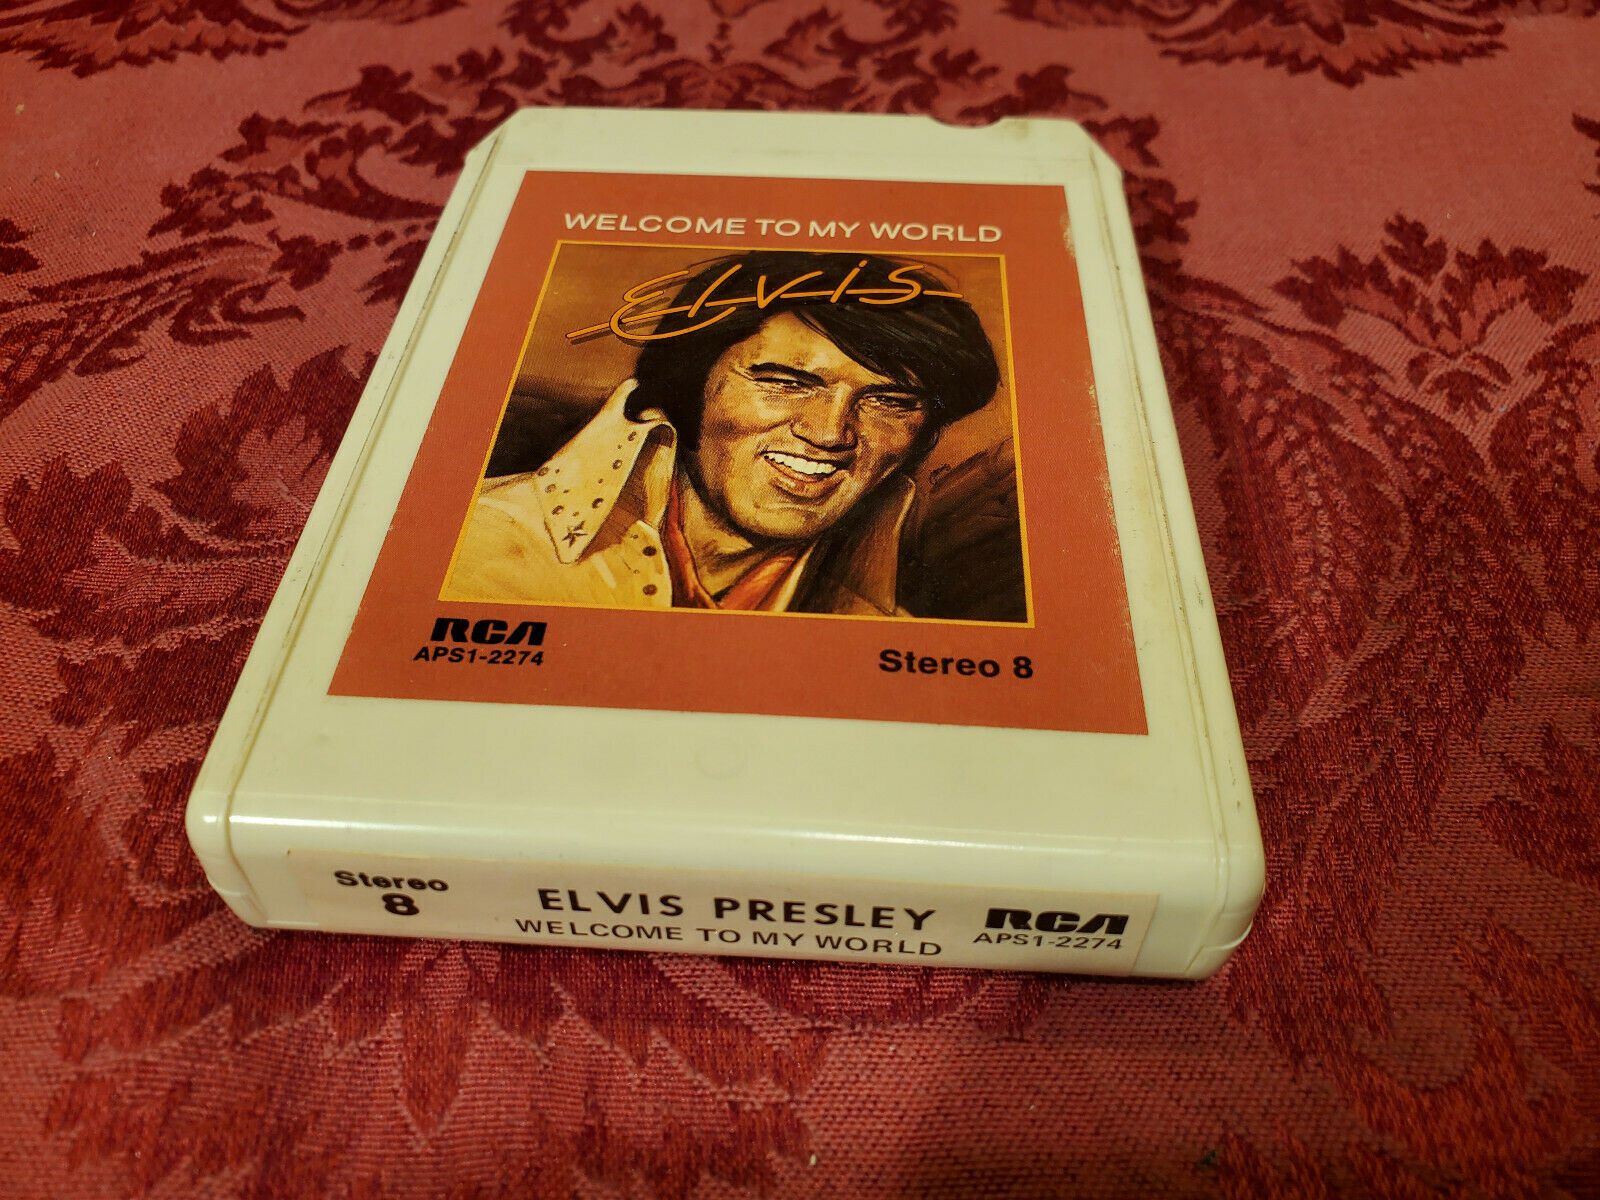 WELCOME TO MY WORLD
Elvis
RCA
APS1-2274
Stereo 8
Stereo
8
ELVIS PRESLEY
WELCOME TO MY WORLD
RCA
APS1-2274